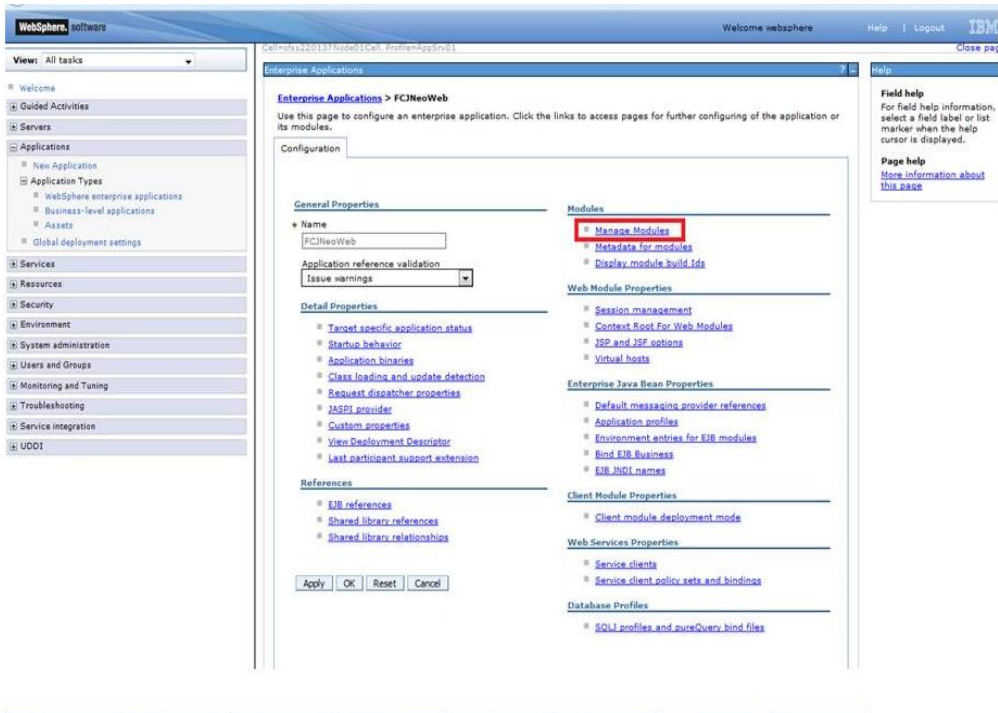 WebSphere. software
Welcome websphere
Help | Logout
IBM
Cell=ofss220137Node01Cell, Profile=AppSrv01
Close pag
View: All tasks
Welcome
Guided Activities
Servers
Applications
New Application
Application Types
WebSphere enterprise applications
Business-level applications
Assets
Global deployment settings
Services
Resources
Security
Environment
System administration
Users and Groups
Monitoring and Tuning
Troubleshooting
Service integration
UDDI
Enterprise Applications
? -
Enterprise Applications > FCJNeoWeb
Use this page to configure an enterprise application. Click the links to access pages for further configuring of the application or
its modules.
Configuration
General Properties
Name
FCJNeoWeb
Application reference validation
Issue warnings
Detail Properties
Target specific application status
Startup behavior
Application binaries
Class loading and update detection
Request dispatcher properties
JASPI provider
Custom properties
View Deployment Descriptor
Last participant support extension
References
EJB references
Shared library references
Shared library relationships
Apply OK Reset Cancel
Modules
Manage Modules
Metadata for modules
Display module build Ids
Web Module Properties
Session management
Context Root For Web Modules
JSP and JSF options
Virtual hosts
Enterprise Java Bean Properties
Default messaging provider references
Application profiles
Environment entries for EJB modules
Bind EJB Business
EJB JNDI names
Client Module Properties
Client module deployment mode
Web Services Properties
Service clients
Service client policy sets and bindings
Database Profiles
SQLJ profiles and pureQuery bind files
Help
Field help
For field help information,
select a field label or list
marker when the help
cursor is displayed.
Page help
More information about
this page